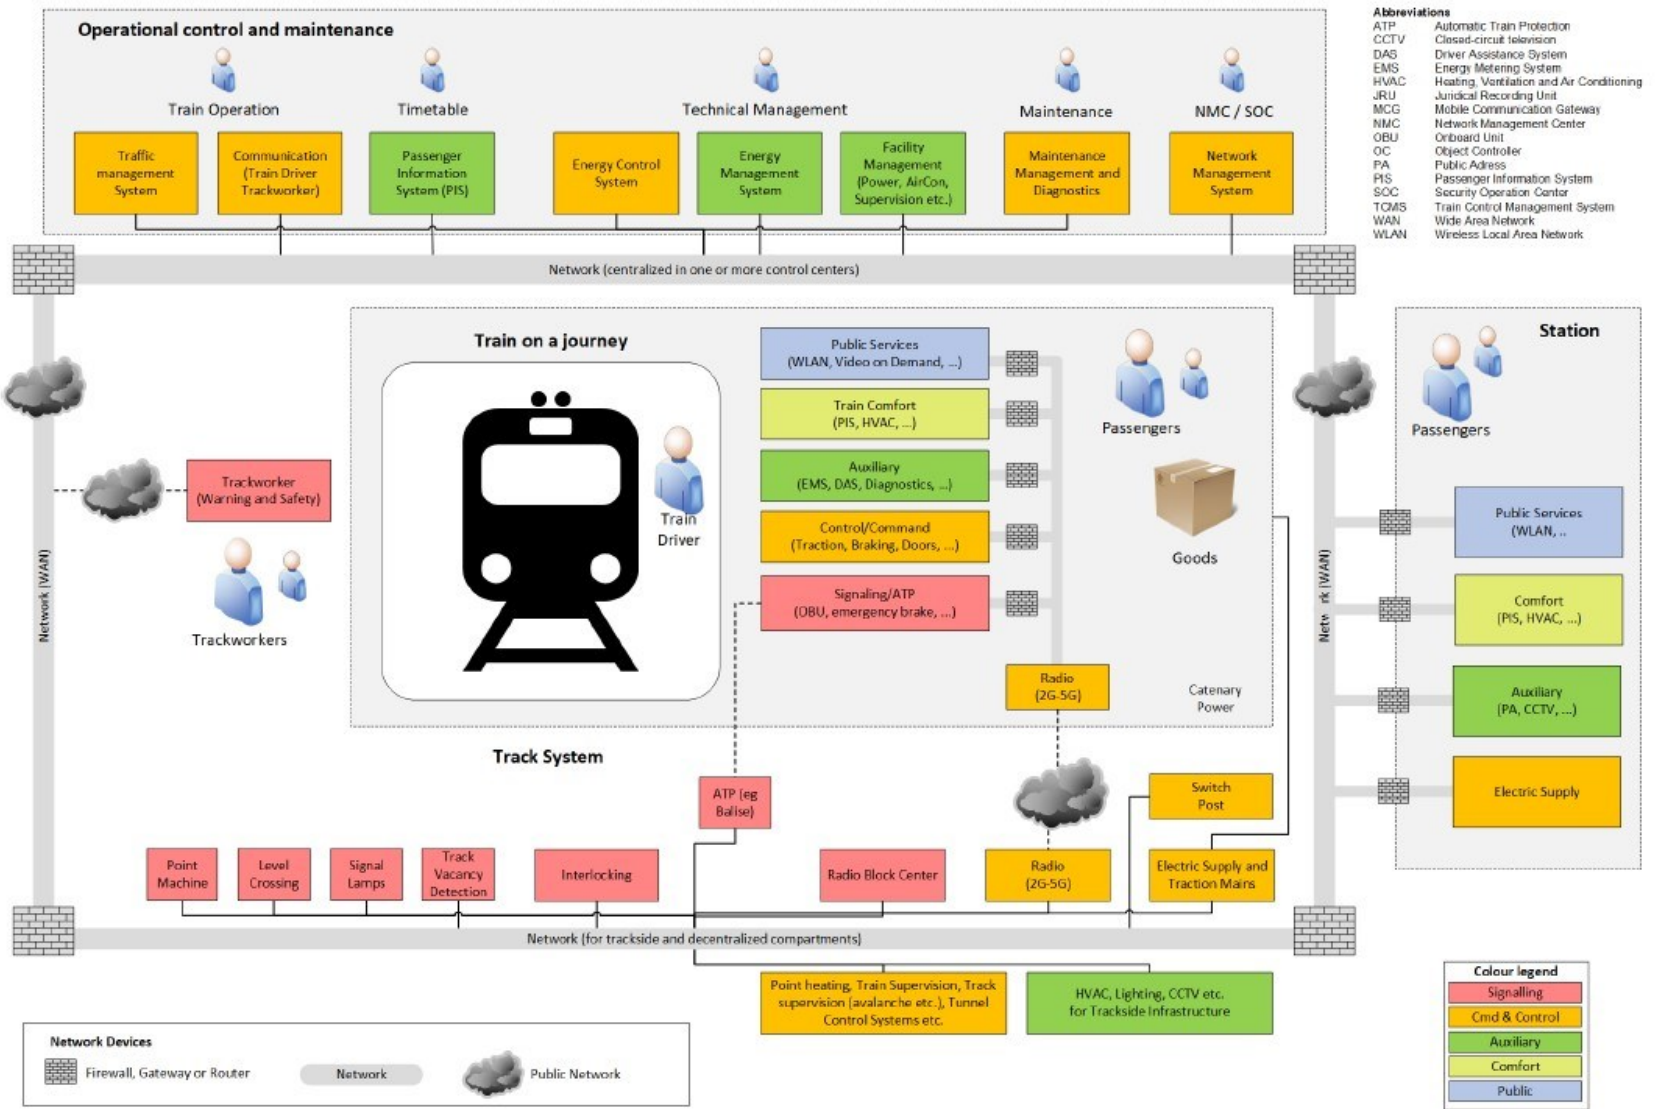 Operational control and maintenance
Train Operation
Timetable
Technical Management
Maintenance
NMC / SOC
Traffic
management
System
Communication
(Train Driver
Trackworker)
Passenger
Information
System (PIS)
Energy Control
System
Energy
Management
System
Facility
Management
(Power, AirCon,
Supervision etc.)
Maintenance
Management and
Diagnostics
Network
Management
System
Abbreviations
ATP Automatic Train Protection
CCTV Closed-circuit television
DAS Driver Assistance System
EMS Energy Metering System
HVAC Heating, Ventilation and Air Conditioning
JRU Juridical Recording Unit
MCG Mobile Communication Gateway
NMC Network Management Center
OBU Onboard Unit
OC Object Controller
PA Public Adress
PIS Passenger Information System
SOC Security Operation Center
TCMS Train Control Management System
WAN Wide Area Network
WLAN Wireless Local Area Network
Network (centralized in one or more control centers)
Network (WAN)
Trackworker
(Warning and Safety)
Trackworkers
Train on a journey
Train
Driver
Public Services
(WLAN, Video on Demand, ...)
Train Comfort
(PIS, HVAC, ...)
Auxiliary
(EMS, DAS, Diagnostics, ...)
Control/Command
(Traction, Braking, Doors, ...)
Signaling/ATP
(OBU, emergency brake, ...)
Radio
(2G-5G)
Passengers
Goods
Catenary
Power
Netw rk (WAN)
Station
Passengers
Public Services
(WLAN, ..
Comfort
(PIS, HVAC, ...)
Auxiliary
(PA, CCTV, ...)
Electric Supply
Track System
ATP (eg
Balise)
Switch
Post
Point
Machine
Level
Crossing
Signal
Lamps
Track
Vacancy
Detection
Interlocking
Radio Block Center
Radio
(2G-5G)
Electric Supply and
Traction Mains
Network (for trackside and decentralized compartments)
Point heating, Train Supervision, Track
supervision (avalanche etc.), Tunnel
Control Systems etc.
HVAC, Lighting, CCTV etc.
for Trackside Infrastructure
Network Devices
Firewall, Gateway or Router
Network
Public Network
Colour legend
Signalling
Cmd & Control
Auxiliary
Comfort
Public